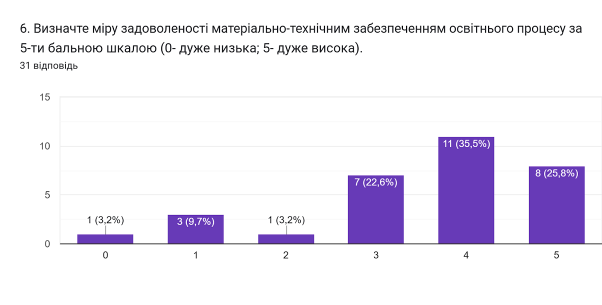 6. Визначте міру задоволеності матеріально-технічним забезпеченням освітнього процесу за
5-ти бальною шкалою (0- дуже низька; 5- дуже висока).
31 відповідь
15
10
5
0
1 (3,2%)
3 (9,7%)
1 (3,2%)
7 (22,6%)
11 (35,5%)
8 (25,8%)
0 1 2 3 4 5